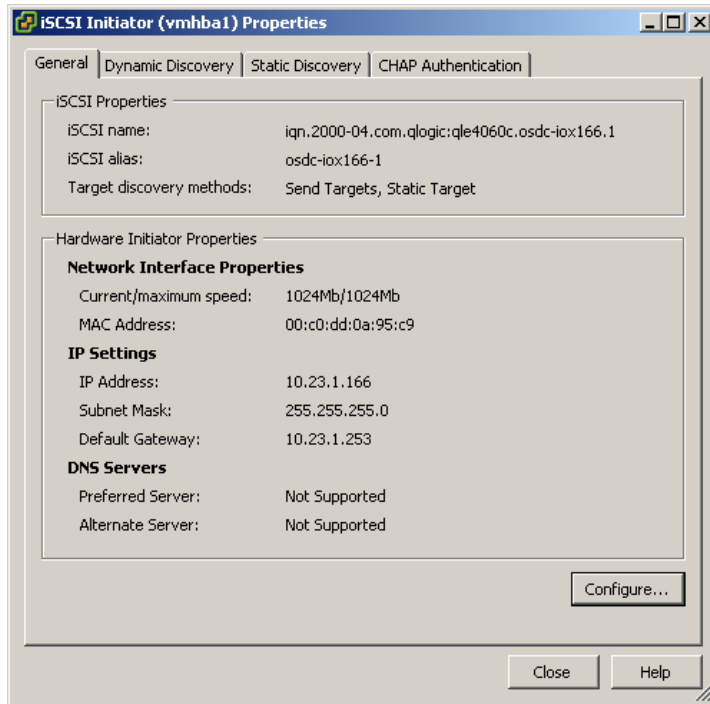 iSCSI Initiator (vmhba1) Properties
General Dynamic Discovery Static Discovery CHAP Authentication
iSCSI Properties
iSCSI name: iqn.2000-04.com.qlogic:qle4060c.osdc-iox166.1
iSCSI alias: osdc-iox166-1
Target discovery methods: Send Targets, Static Target
Hardware Initiator Properties
Network Interface Properties
Current/maximum speed: 1024Mb/1024Mb
MAC Address: 00:c0:dd:0a:95:c9
IP Settings
IP Address: 10.23.1.166
Subnet Mask: 255.255.255.0
Default Gateway: 10.23.1.253
DNS Servers
Preferred Server: Not Supported
Alternate Server: Not Supported
Configure...
Close Help